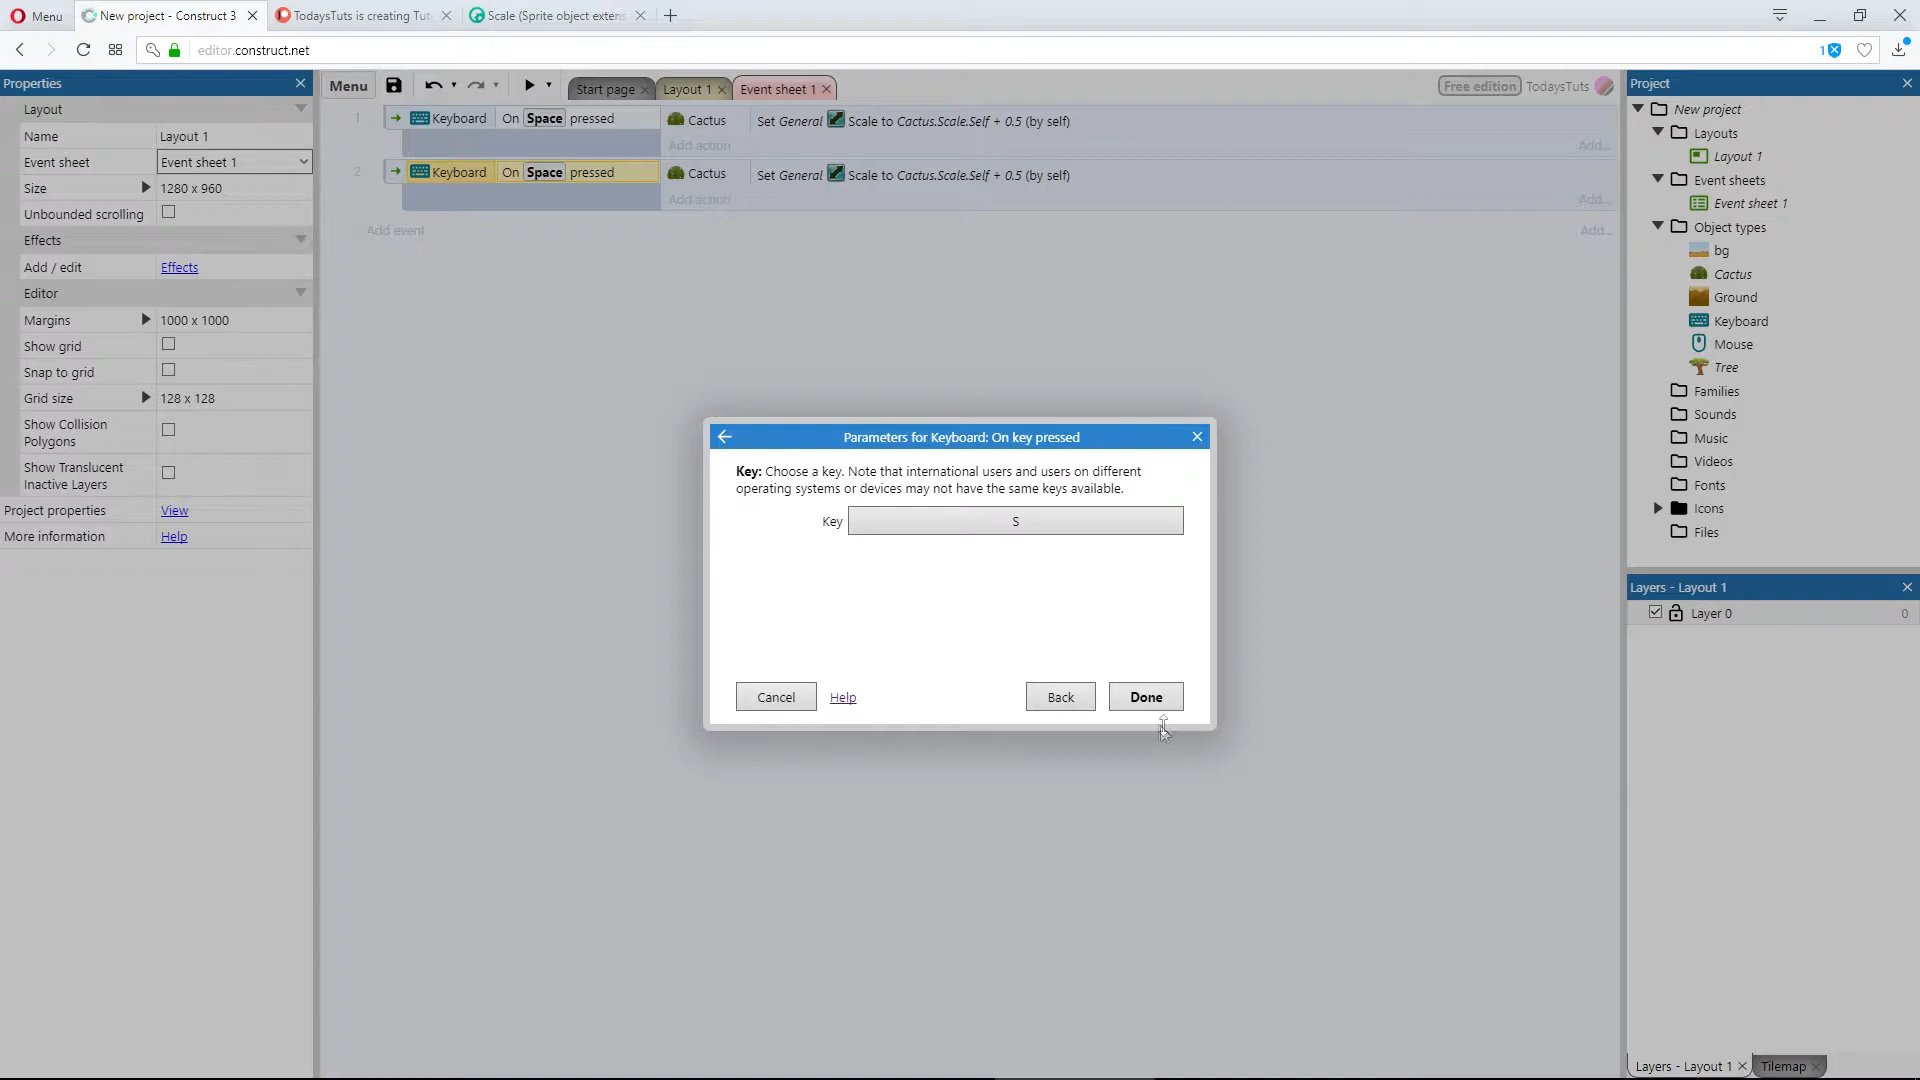 Menu
New project - Construct 3
TodaysTuts is creating Tut
Scale (Sprite object extens
editor.construct.net
1
Properties
Layout
Name
Layout 1
Event sheet
Event sheet 1
Size
1280 x 960
Unbounded scrolling
Effects
Add / edit
Effects
Editor
Margins
1000 x 1000
Show grid
Snap to grid
Grid size
128 x 128
Show Collision
Polygons
Show Translucent
Inactive Layers
Project properties
View
More information
Help
Menu
Start page
Layout 1
Event sheet 1
Free edition
TodaysTuts
1
Keyboard
On Space pressed
Cactus
Set General Scale to Cactus.Scale.Self + 0.5 (by self)
Add action
Add...
2
Keyboard
On Space pressed
Cactus
Set General Scale to Cactus.Scale.Self + 0.5 (by self)
Add action
Add...
Add event
Add...
Parameters for Keyboard: On key pressed
Key: Choose a key. Note that international users and users on different
operating systems or devices may not have the same keys available.
Key
S
Cancel
Help
Back
Done
Project
New project
Layouts
Layout 1
Event sheets
Event sheet 1
Object types
bg
Cactus
Ground
Keyboard
Mouse
Tree
Families
Sounds
Music
Videos
Fonts
Icons
Files
Layers - Layout 1
Layer 0
0
Layers - Layout 1
Tilemap